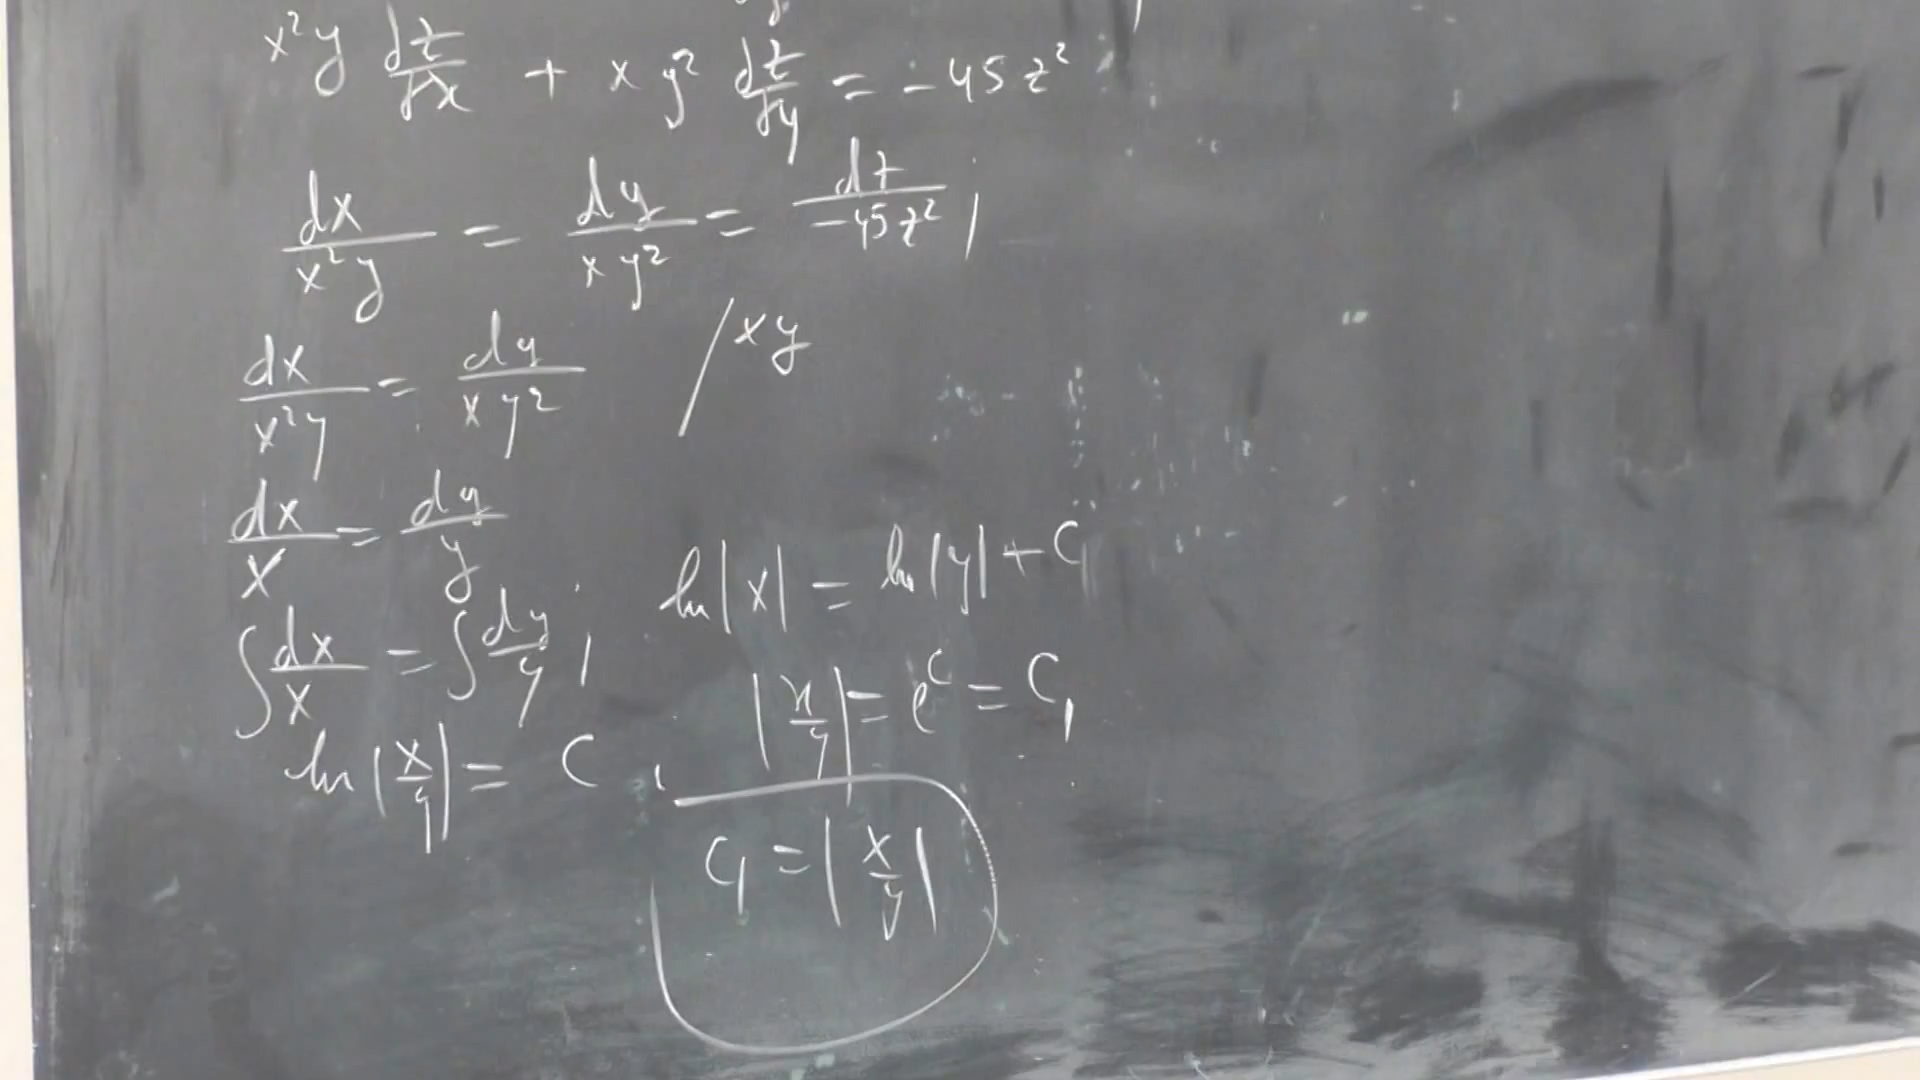 x²y dz/dx + xy² dz/dy = -45z²
dx/x²y = dy/xy² = dz/-45z² ;
dx/x²y = dy/xy² / xy
dx/x = dy/y
∫dx/x = ∫dy/y ; ln|x| = ln|y| + C
ln|x/y| = C , |x/y| = e^C = C₁
C₁ = |x/y|